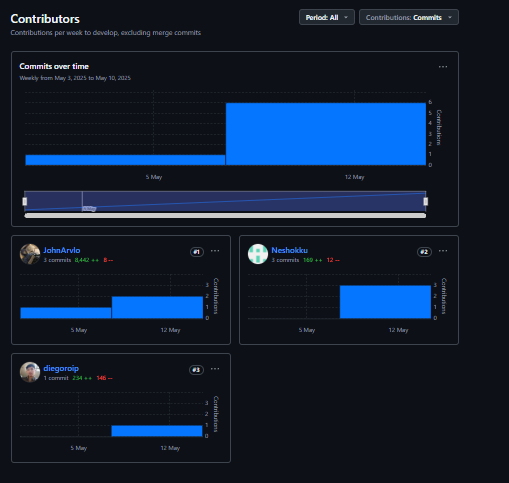 Contributors
Period: All
Contributions: Commits
Contributions per week to develop, excluding merge commits
Commits over time
Weekly from May 3, 2025 to May 10, 2025
6
5
4
3
2
1
0
Contributions
5 May
12 May
JohnArvio
#1
3 commits 8,442 ++ 8 --
3
2
1
0
Contributions
5 May
12 May
Neshokku
#2
3 commits 169 ++ 12 --
3
2
1
0
Contributions
5 May
12 May
diegoroip
#3
1 commit 234 ++ 146 --
3
2
1
0
Contributions
5 May
12 May